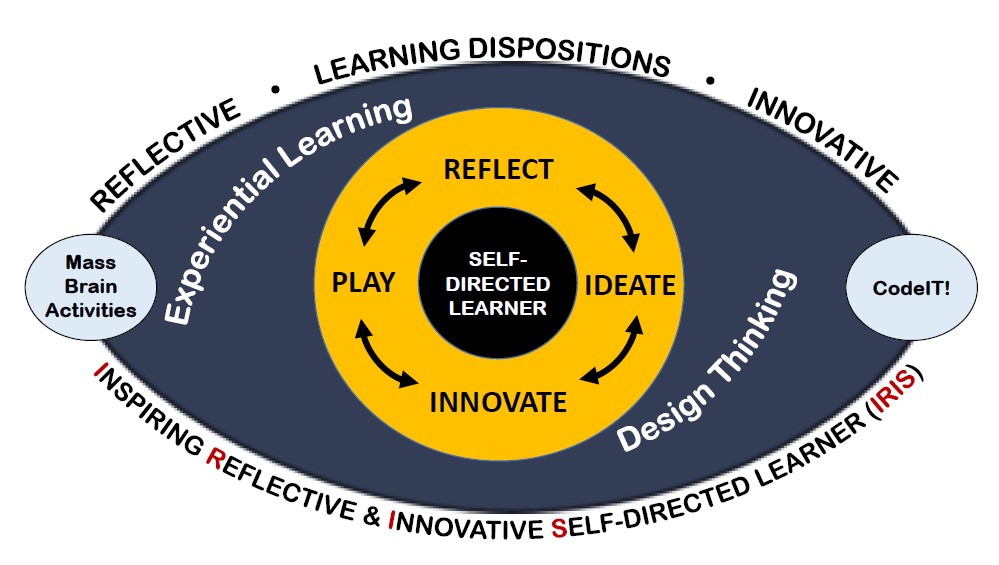 REFLECTIVE • LEARNING DISPOSITIONS • INNOVATIVE
Experiential Learning
REFLECT
PLAY
SELF-
DIRECTED
LEARNER
IDEATE
INNOVATE
Design Thinking
Mass
Brain
Activities
CodeIT!
INSPIRING REFLECTIVE & INNOVATIVE SELF-DIRECTED LEARNER (IRIS)